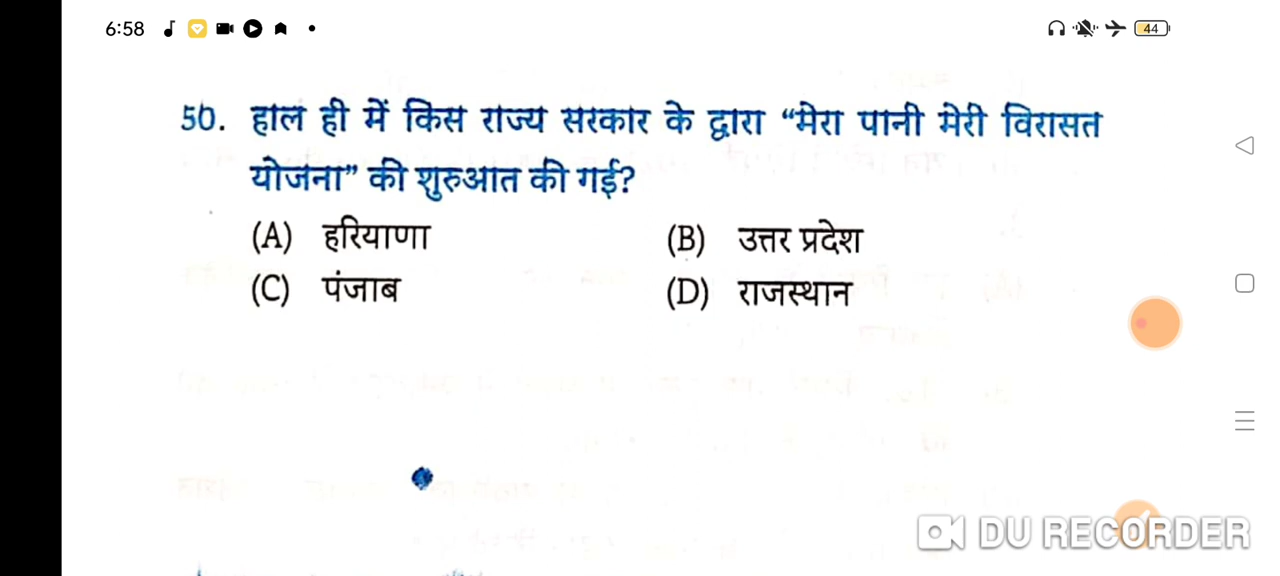 6:58
44
50. हाल ही में किस राज्य सरकार के द्वारा “मेरा पानी मेरी विरासत
योजना” की शुरुआत की गई?
(A) हरियाणा (B) उत्तर प्रदेश
(C) पंजाब (D) राजस्थान
DU RECORDER